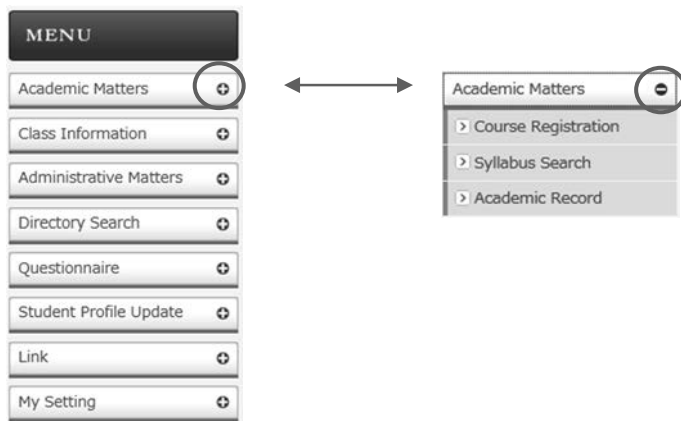 MENU
Academic Matters
Class Information
Administrative Matters
Directory Search
Questionnaire
Student Profile Update
Link
My Setting
Academic Matters
Course Registration
Syllabus Search
Academic Record